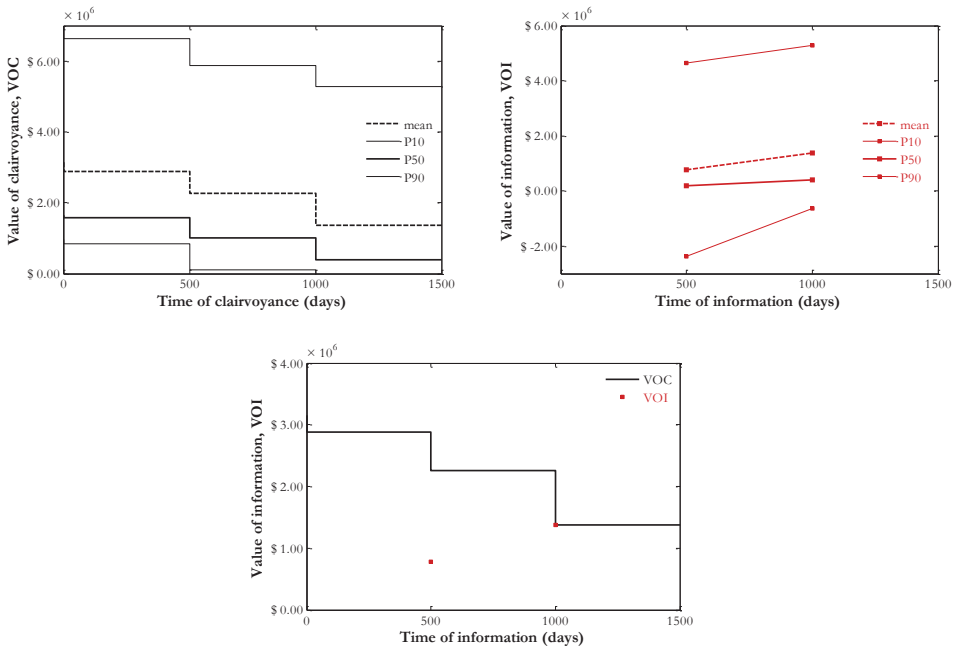 × 10⁶
$ 6.00
$ 4.00
$ 2.00
$ 0.00
0
500
1000
1500
Value of clairvoyance, VOC
Time of clairvoyance (days)
mean
P10
P50
P90
× 10⁶
$ 6.00
$ 4.00
$ 2.00
$ 0.00
$ -2.00
0
500
1000
1500
Value of information, VOI
Time of information (days)
mean
P10
P50
P90
× 10⁶
$ 4.00
$ 3.00
$ 2.00
$ 1.00
$ 0.00
0
500
1000
1500
Value of information, VOI
Time of information (days)
VOC
VOI